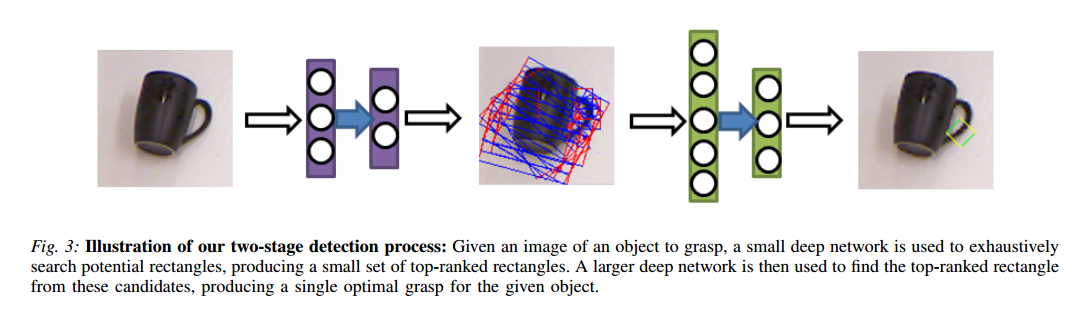 Fig. 3: Illustration of our two-stage detection process: Given an image of an object to grasp, a small deep network is used to exhaustively
search potential rectangles, producing a small set of top-ranked rectangles. A larger deep network is then used to find the top-ranked rectangle
from these candidates, producing a single optimal grasp for the given object.